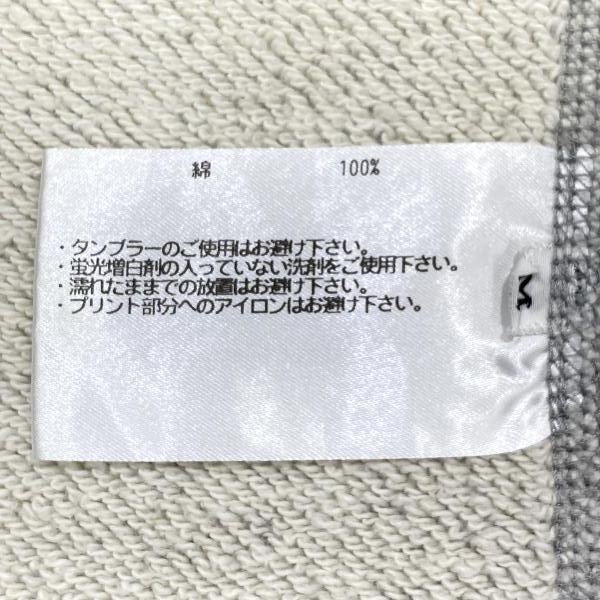 綿 100%
・タンブラーのご使用はお避け下さい。
・蛍光増白剤の入っていない洗剤をご使用下さい。
・濡れたままでの放置はお避け下さい。
・プリント部分へのアイロンはお避け下さい。
M